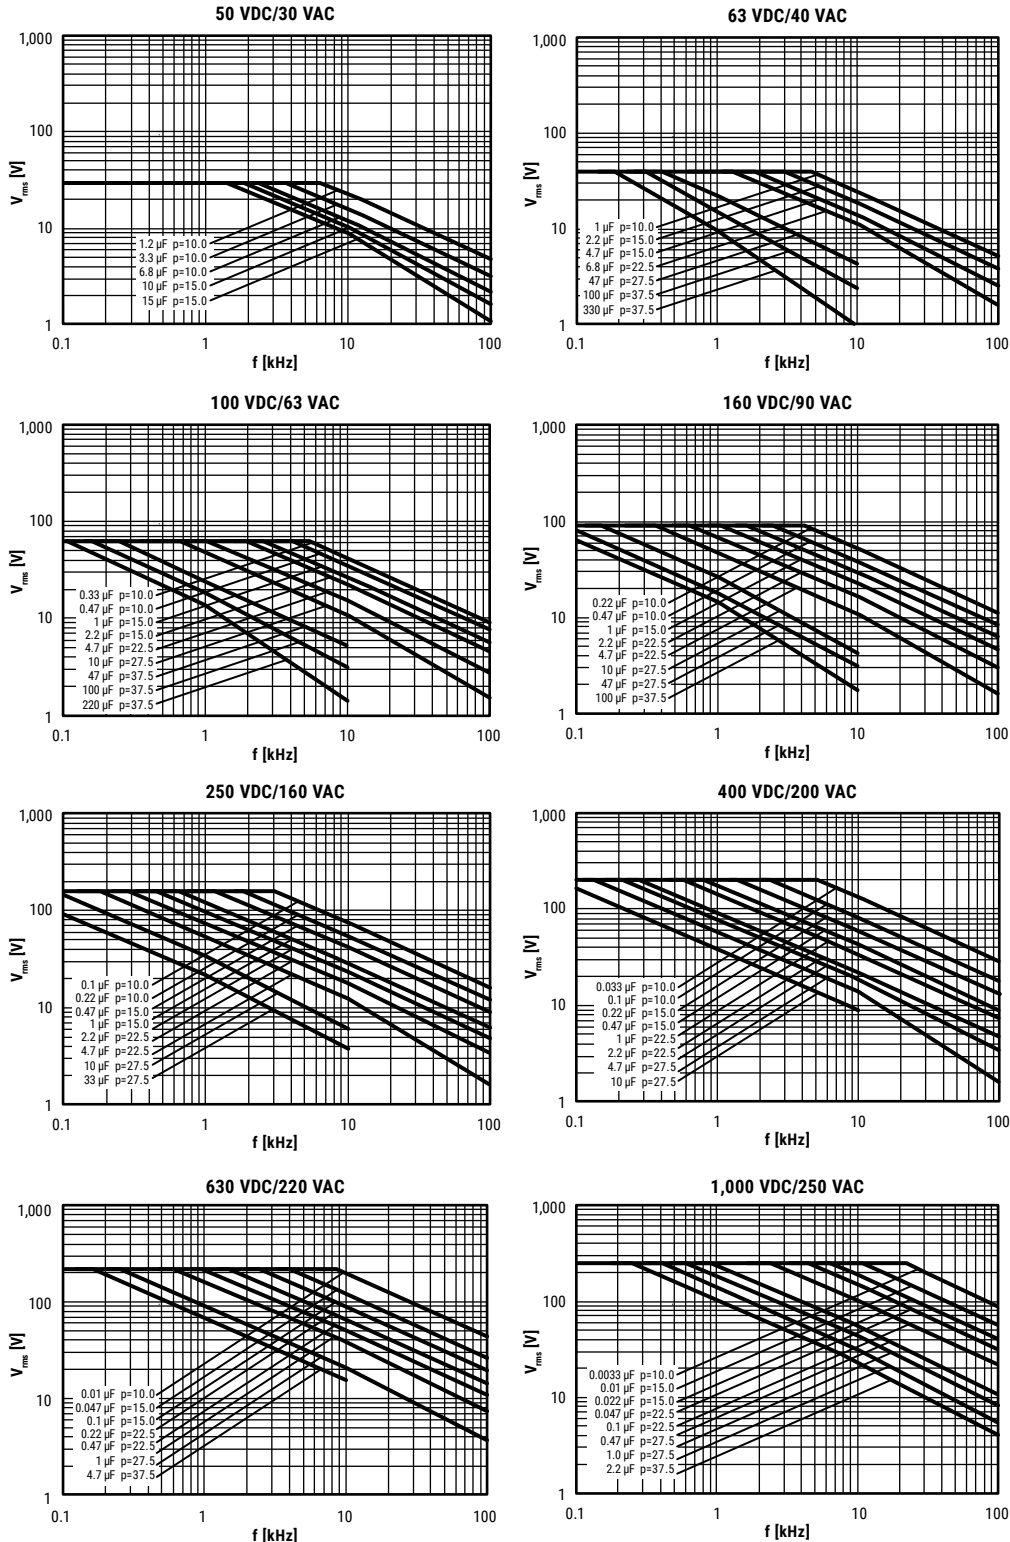 50 VDC/30 VAC
1,000
100
10
1
V rms [V]
1.2 µF p=10.0
3.3 µF p=10.0
6.8 µF p=10.0
10 µF p=15.0
15 µF p=15.0
0.1 1 10 100
f [kHz]
63 VDC/40 VAC
1,000
100
10
1
V rms [V]
1 µF p=10.0
2.2 µF p=15.0
4.7 µF p=15.0
6.8 µF p=22.5
47 µF p=27.5
100 µF p=37.5
330 µF p=37.5
0.1 1 10 100
f [kHz]
100 VDC/63 VAC
1,000
100
10
1
V rms [V]
0.33 µF p=10.0
0.47 µF p=10.0
1 µF p=15.0
2.2 µF p=15.0
4.7 µF p=22.5
10 µF p=27.5
47 µF p=37.5
100 µF p=37.5
220 µF p=37.5
0.1 1 10 100
f [kHz]
160 VDC/90 VAC
1,000
100
10
1
V rms [V]
0.22 µF p=10.0
0.47 µF p=10.0
1 µF p=15.0
2.2 µF p=22.5
4.7 µF p=22.5
10 µF p=27.5
47 µF p=27.5
100 µF p=37.5
0.1 1 10 100
f [kHz]
250 VDC/160 VAC
1,000
100
10
1
V rms [V]
0.1 µF p=10.0
0.22 µF p=10.0
0.47 µF p=15.0
1 µF p=15.0
2.2 µF p=22.5
4.7 µF p=22.5
10 µF p=27.5
33 µF p=27.5
0.1 1 10 100
f [kHz]
400 VDC/200 VAC
1,000
100
10
1
V rms [V]
0.033 µF p=10.0
0.1 µF p=10.0
0.22 µF p=15.0
0.47 µF p=15.0
1 µF p=22.5
2.2 µF p=22.5
4.7 µF p=27.5
10 µF p=27.5
0.1 1 10 100
f [kHz]
630 VDC/220 VAC
1,000
100
10
1
V rms [V]
0.01 µF p=10.0
0.047 µF p=15.0
0.1 µF p=15.0
0.22 µF p=22.5
0.47 µF p=22.5
1 µF p=27.5
4.7 µF p=37.5
0.1 1 10 100
f [kHz]
1,000 VDC/250 VAC
1,000
100
10
1
V rms [V]
0.0033 µF p=10.0
0.01 µF p=15.0
0.022 µF p=15.0
0.047 µF p=22.5
0.1 µF p=22.5
0.47 µF p=27.5
1.0 µF p=27.5
2.2 µF p=37.5
0.1 1 10 100
f [kHz]